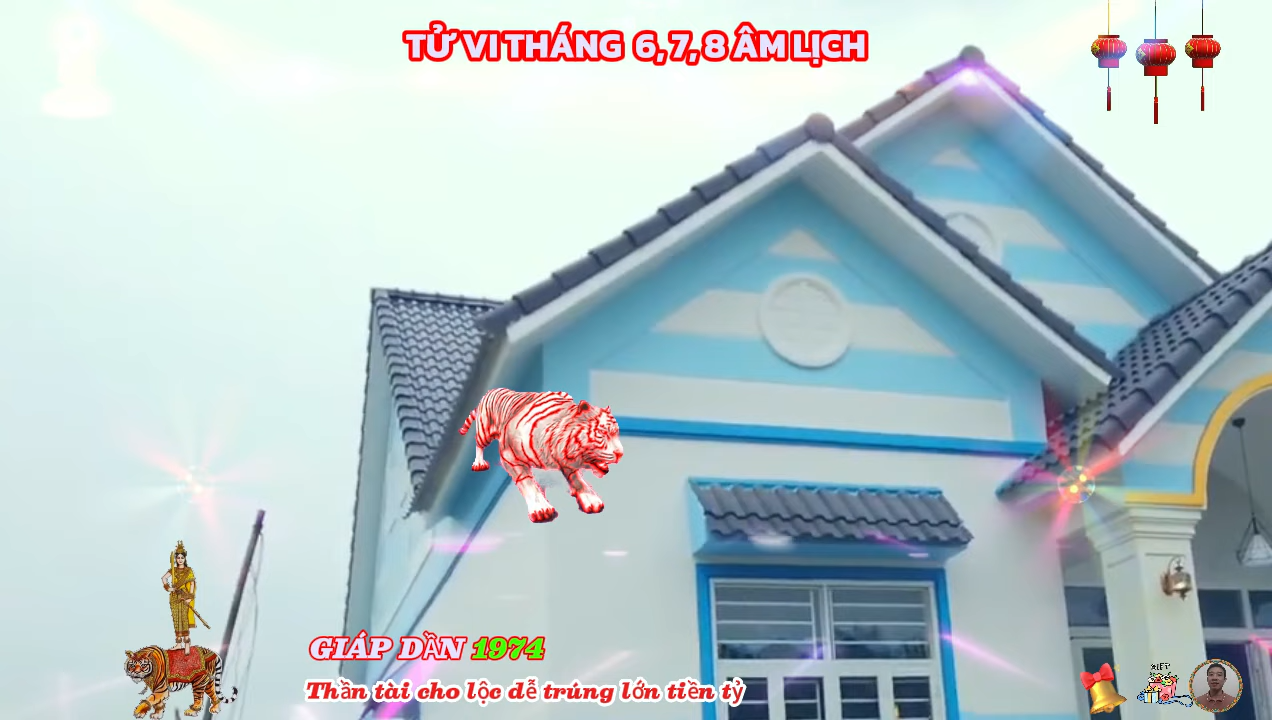 TỬ VI THÁNG 6, 7, 8 ÂM LỊCH
GIÁP DẦN 1974
Thần tài cho lộc dễ trúng lớn tiền tỷ